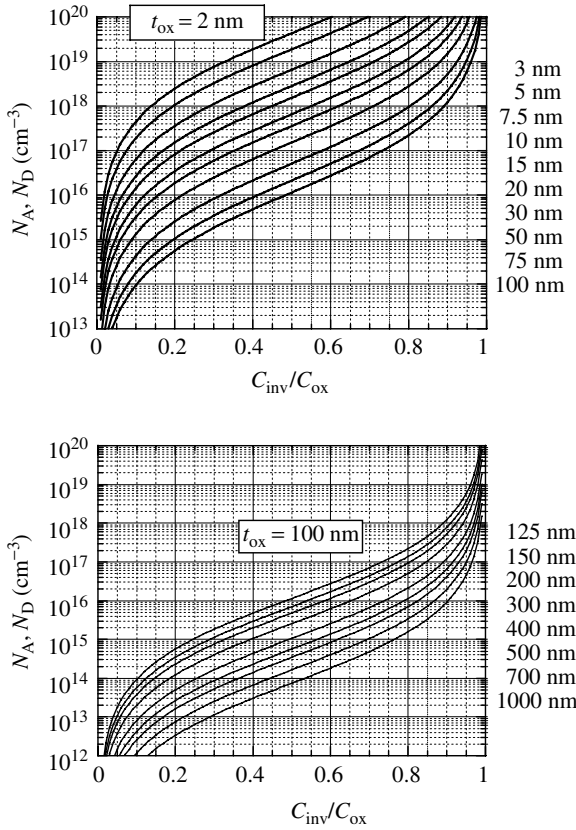 t_ox = 2 nm
10^20
10^19
10^18
10^17
10^16
10^15
10^14
10^13
N_A, N_D (cm^−3)
0
0.2
0.4
0.6
0.8
1
C_inv/C_ox
3 nm
5 nm
7.5 nm
10 nm
15 nm
20 nm
30 nm
50 nm
75 nm
100 nm
10^20
10^19
10^18
10^17
10^16
10^15
10^14
10^13
10^12
N_A, N_D (cm^−3)
t_ox = 100 nm
0
0.2
0.4
0.6
0.8
1
C_inv/C_ox
125 nm
150 nm
200 nm
300 nm
400 nm
500 nm
700 nm
1000 nm